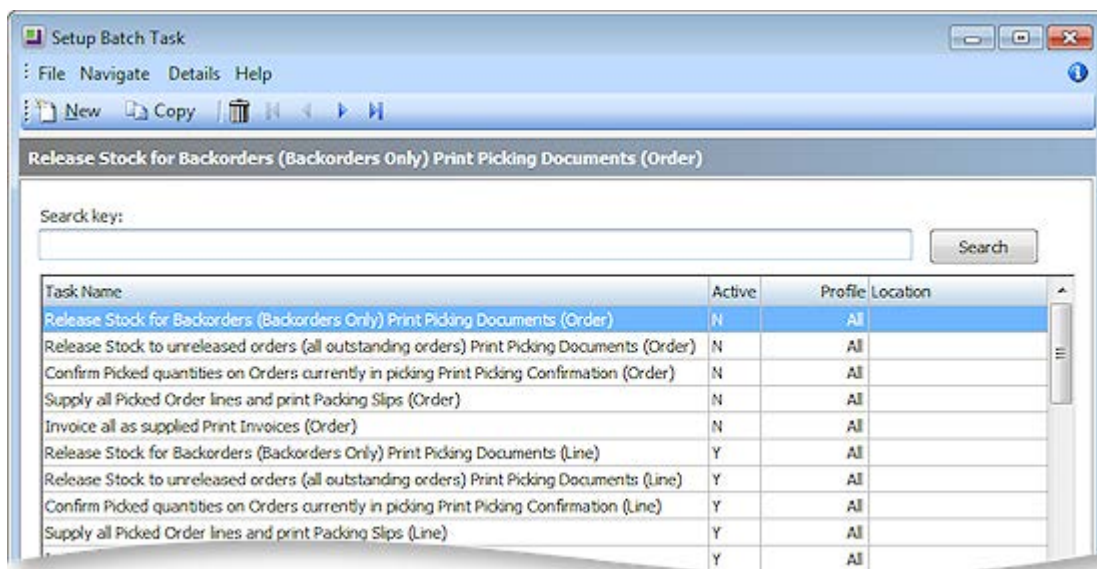 Setup Batch Task
File Navigate Details Help
New Copy
Release Stock for Backorders (Backorders Only) Print Picking Documents (Order)
Searck key:
Search
Task Name Active Profile Location
Release Stock for Backorders (Backorders Only) Print Picking Documents (Order) N All
Release Stock to unreleased orders (all outstanding orders) Print Picking Documents (Order) N All
Confirm Picked quantities on Orders currently in picking Print Picking Confirmation (Order) N All
Supply all Picked Order lines and print Packing Slips (Order) N All
Invoice all as supplied Print Invoices (Order) N All
Release Stock for Backorders (Backorders Only) Print Picking Documents (Line) Y All
Release Stock to unreleased orders (all outstanding orders) Print Picking Documents (Line) Y All
Confirm Picked quantities on Orders currently in picking Print Picking Confirmation (Line) Y All
Supply all Picked Order lines and print Packing Slips (Line) Y All
Y All